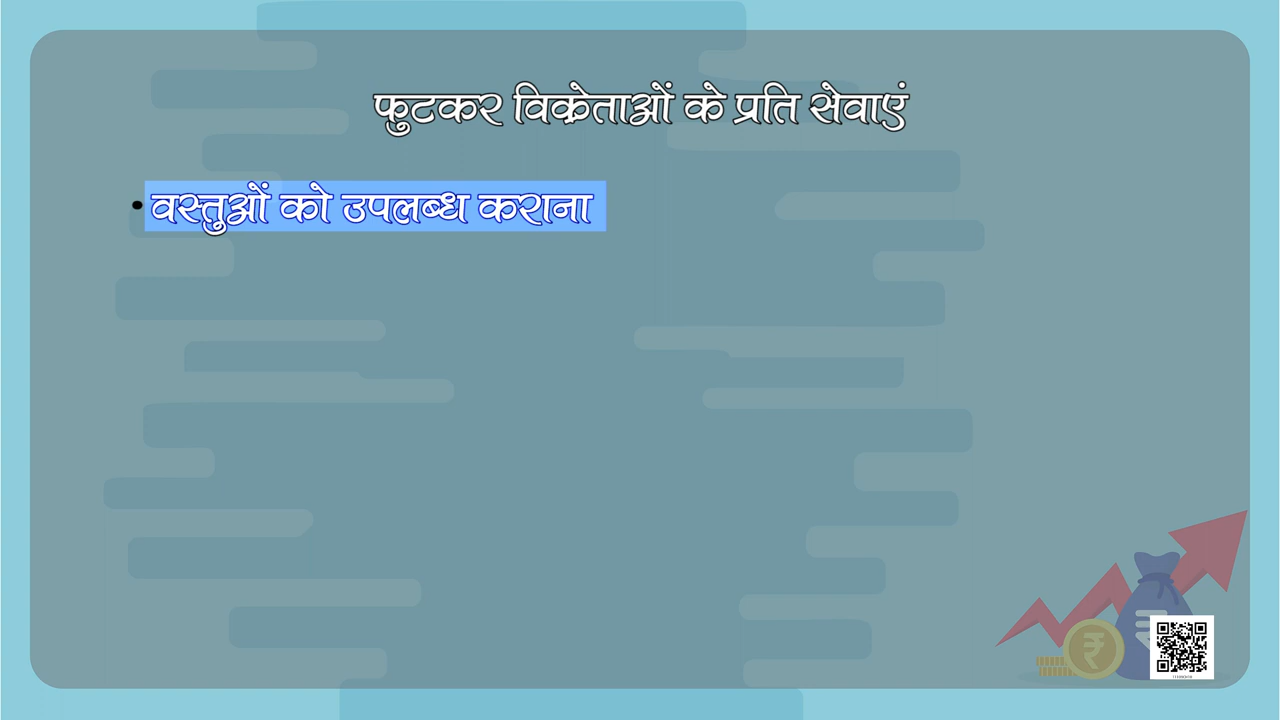 फुटकर विक्रेताओं के प्रति सेवाएं
• वस्तुओं को उपलब्ध कराना